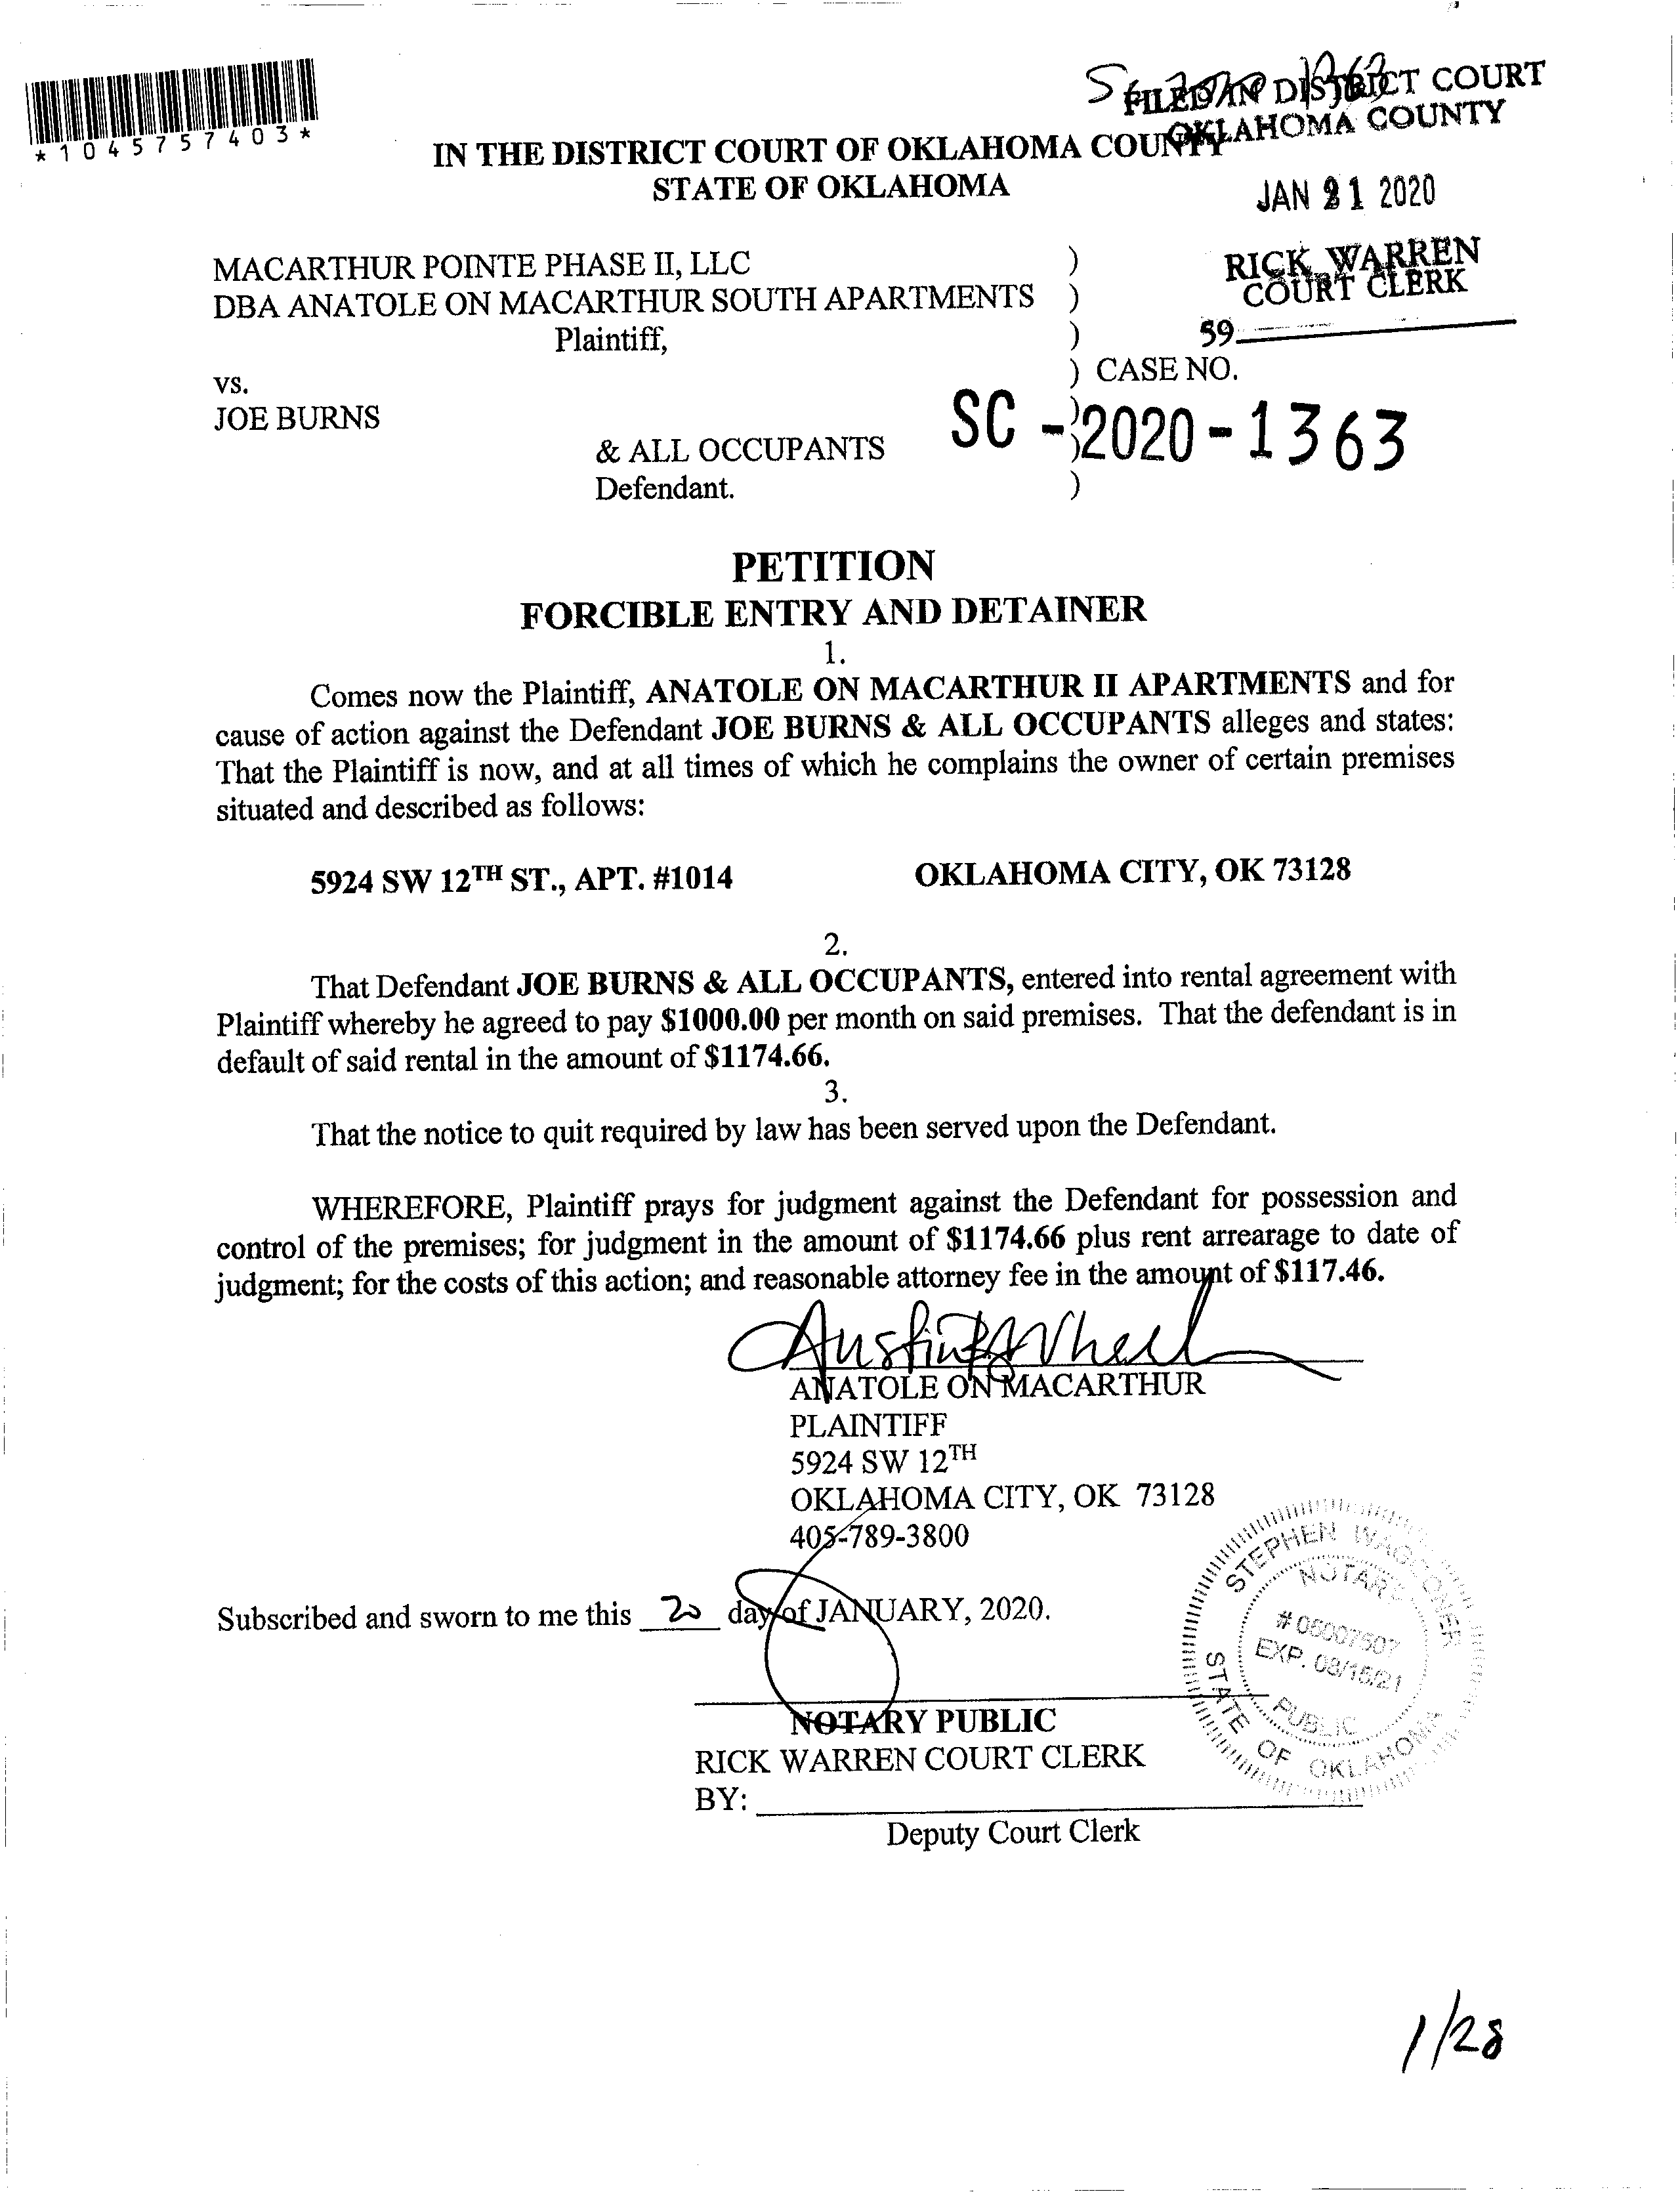 FILED IN DISTRICT COURT
OKLAHOMA COUNTY
*1045757403*
IN THE DISTRICT COURT OF OKLAHOMA COUNTY
STATE OF OKLAHOMA
JAN 21 2020
RICK WARREN
COURT CLERK
59
MACARTHUR POINTE PHASE II, LLC )
DBA ANATOLE ON MACARTHUR SOUTH APARTMENTS )
Plaintiff, )
vs. ) CASE NO.
JOE BURNS )
SC - 2020 - 1363
& ALL OCCUPANTS )
Defendant. )
PETITION
FORCIBLE ENTRY AND DETAINER
1.
Comes now the Plaintiff, ANATOLE ON MACARTHUR II APARTMENTS and for
cause of action against the Defendant JOE BURNS & ALL OCCUPANTS alleges and states:
That the Plaintiff is now, and at all times of which he complains the owner of certain premises
situated and described as follows:
5924 SW 12TH ST., APT. #1014 OKLAHOMA CITY, OK 73128
2.
That Defendant JOE BURNS & ALL OCCUPANTS, entered into rental agreement with
Plaintiff whereby he agreed to pay $1000.00 per month on said premises. That the defendant is in
default of said rental in the amount of $1174.66.
3.
That the notice to quit required by law has been served upon the Defendant.
WHEREFORE, Plaintiff prays for judgment against the Defendant for possession and
control of the premises; for judgment in the amount of $1174.66 plus rent arrearage to date of
judgment; for the costs of this action; and reasonable attorney fee in the amount of $117.46.
ANATOLE ON MACARTHUR
PLAINTIFF
5924 SW 12TH
OKLAHOMA CITY, OK 73128
405-789-3800
Subscribed and sworn to me this 20 day of JANUARY, 2020.
STEPHEN WAGGONER
NOTARY
# 05007507
EXP. 08/15/21
PUBLIC
STATE OF OKLAHOMA
NOTARY PUBLIC
RICK WARREN COURT CLERK
BY:
Deputy Court Clerk
1/28